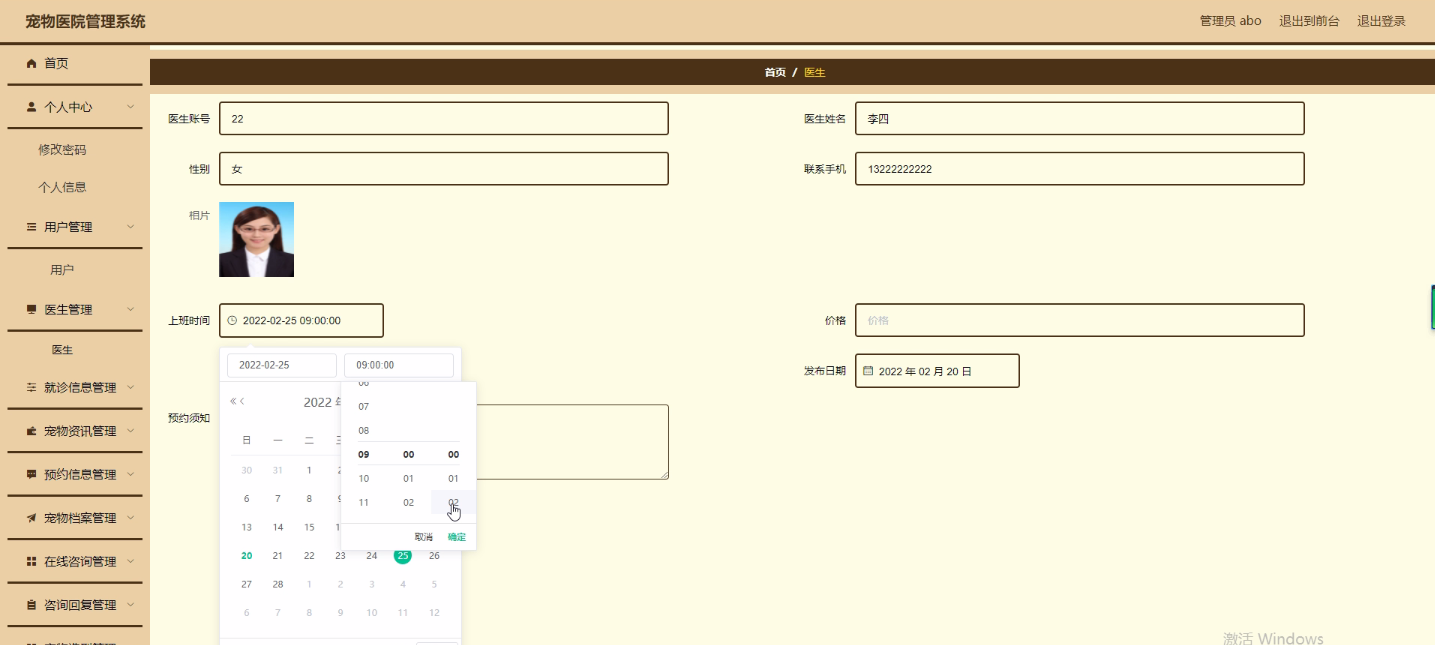 宠物医院管理系统
管理员 abo 退出到前台 退出登录
首页
个人中心
修改密码
个人信息
用户管理
用户
医生管理
医生
就诊信息管理
宠物资讯管理
预约信息管理
宠物档案管理
在线咨询管理
咨询回复管理
首页 / 医生
医生账号 22
医生姓名 李四
性别 女
联系手机 13222222222
相片
上班时间 2022-02-25 09:00:00
价格 价格
发布日期 2022 年 02 月 20 日
预约须知
2022-02-25 09:00:00
2022
日 一 二
30 31 1
6 7 8
13 14 15
20 21 22 23 24 25 26
27 28 1 2 3 4 5
6 7 8 9 10 11 12
06
07
08
09 00 00
10 01 01
11 02 02
取消 确定
激活 Windows